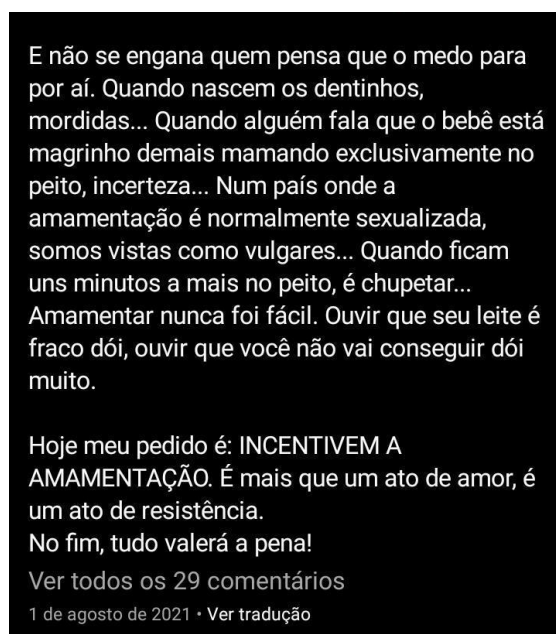 E não se engana quem pensa que o medo para
por aí. Quando nascem os dentinhos,
mordidas... Quando alguém fala que o bebê está
magrinho demais mamando exclusivamente no
peito, incerteza... Num país onde a
amamentação é normalmente sexualizada,
somos vistas como vulgares... Quando ficam
uns minutos a mais no peito, é chupetar...
Amamentar nunca foi fácil. Ouvir que seu leite é
fraco dói, ouvir que você não vai conseguir dói
muito.
Hoje meu pedido é: INCENTIVEM A
AMAMENTAÇÃO. É mais que um ato de amor, é
um ato de resistência.
No fim, tudo valerá a pena!
Ver todos os 29 comentários
1 de agosto de 2021 • Ver tradução